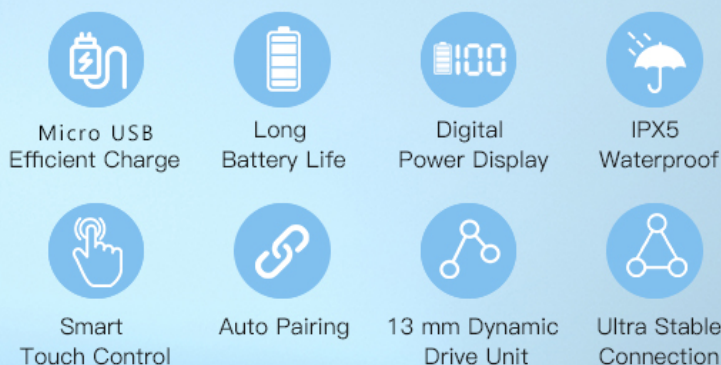 100
Micro USB
Efficient Charge
Long
Battery Life
Digital
Power Display
IPX5
Waterproof
Smart
Touch Control
Auto Pairing
13 mm Dynamic
Drive Unit
Ultra Stable
Connection